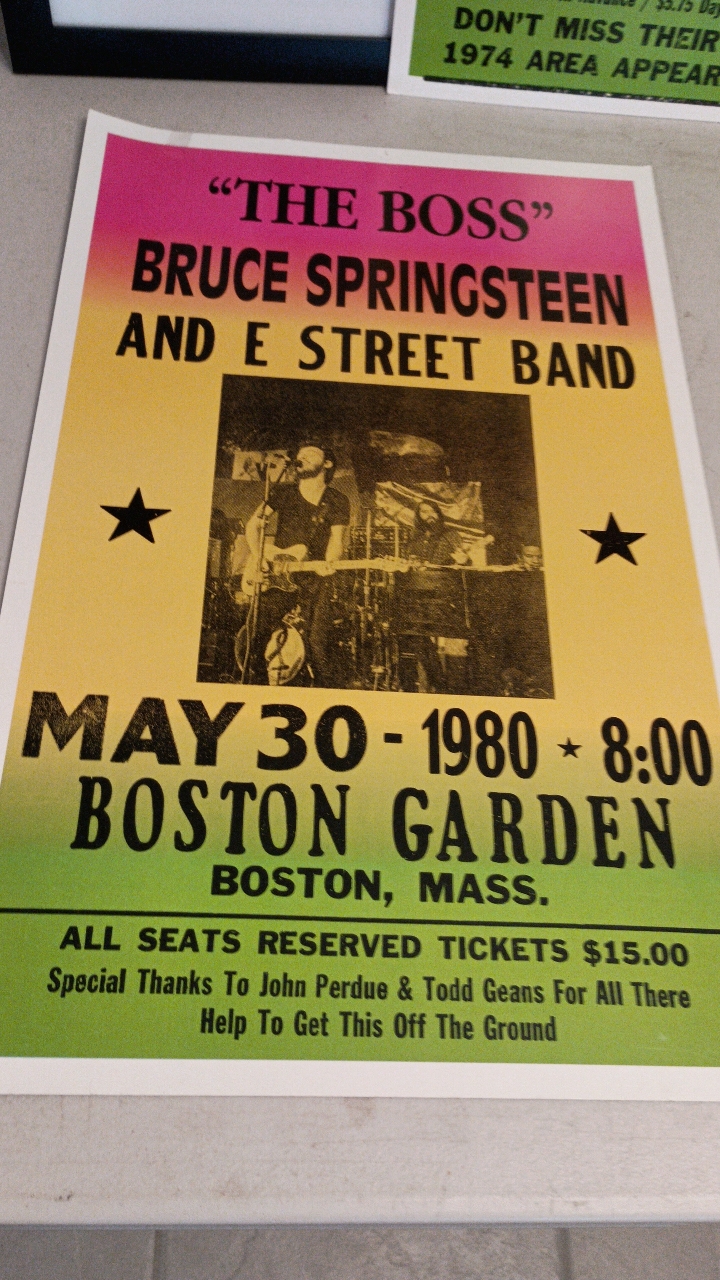 DON'T MISS THEIR
1974 AREA APPEAR
"THE BOSS"
BRUCE SPRINGSTEEN
AND E STREET BAND
MAY 30 - 1980 ★ 8:00
BOSTON GARDEN
BOSTON, MASS.
ALL SEATS RESERVED TICKETS $15.00
Special Thanks To John Perdue & Todd Geans For All There
Help To Get This Off The Ground